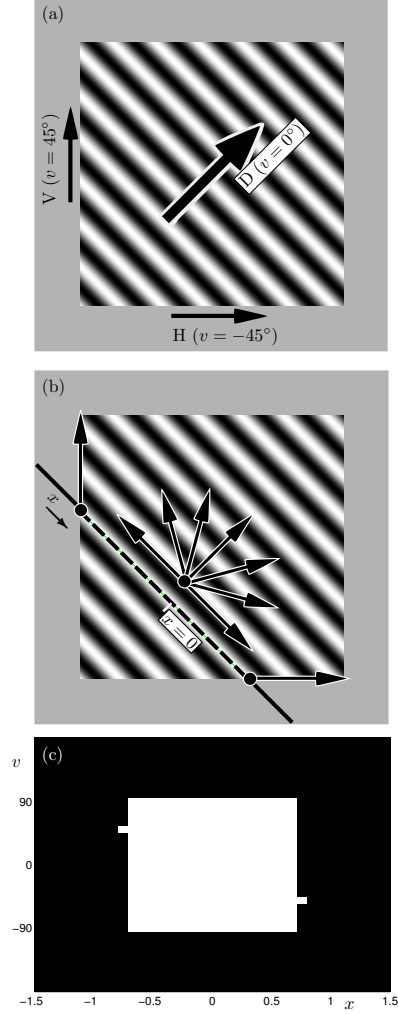 (a)
V (v = 45°)
D (v = 0°)
H (v = −45°)
(b)
x
x = 0
(c)
v
90
0
−90
−1.5 −1 −0.5 0 0.5 1 x 1.5